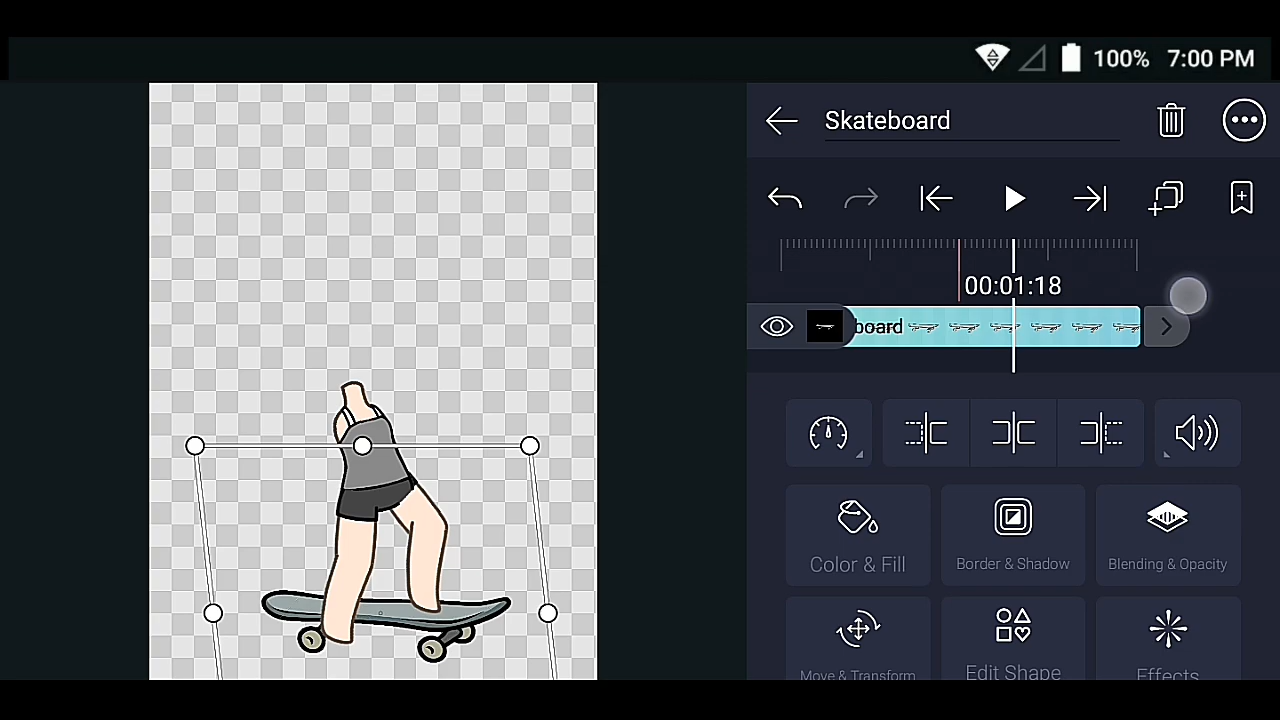 100% 7:00 PM
Skateboard
00:01:18
board
Color & Fill
Border & Shadow
Blending & Opacity
Move & Transform
Edit Shape
Effects